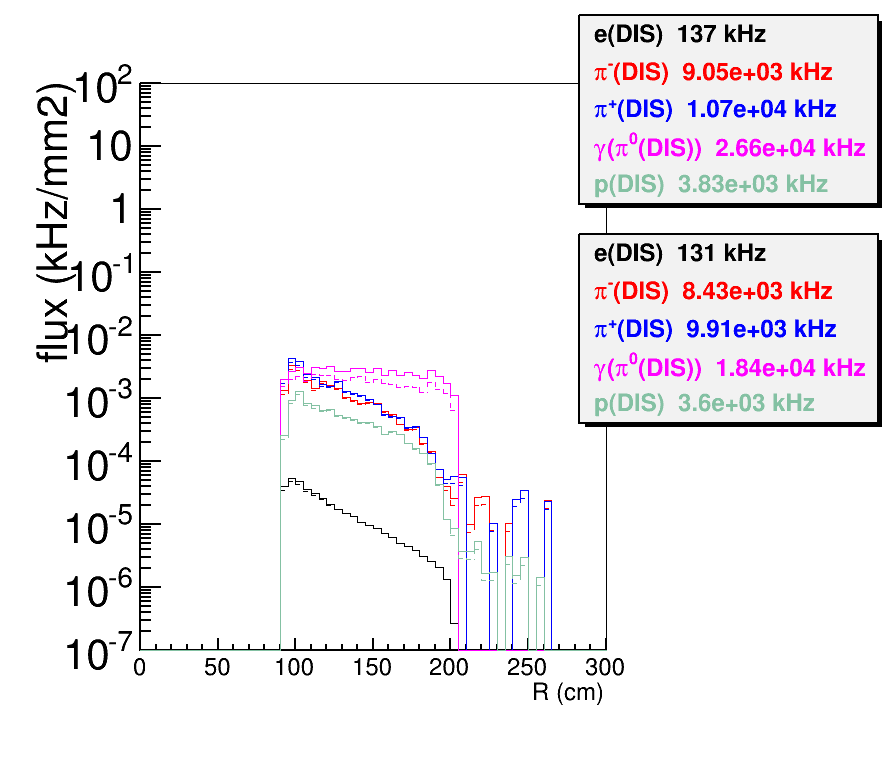 e(DIS) 137 kHz
π-(DIS) 9.05e+03 kHz
π+(DIS) 1.07e+04 kHz
γ(π0(DIS)) 2.66e+04 kHz
p(DIS) 3.83e+03 kHz
e(DIS) 131 kHz
π-(DIS) 8.43e+03 kHz
π+(DIS) 9.91e+03 kHz
γ(π0(DIS)) 1.84e+04 kHz
p(DIS) 3.6e+03 kHz
flux (kHz/mm2)
10^2
10
1
10^-1
10^-2
10^-3
10^-4
10^-5
10^-6
10^-7
0 50 100 150 200 250 300
R (cm)